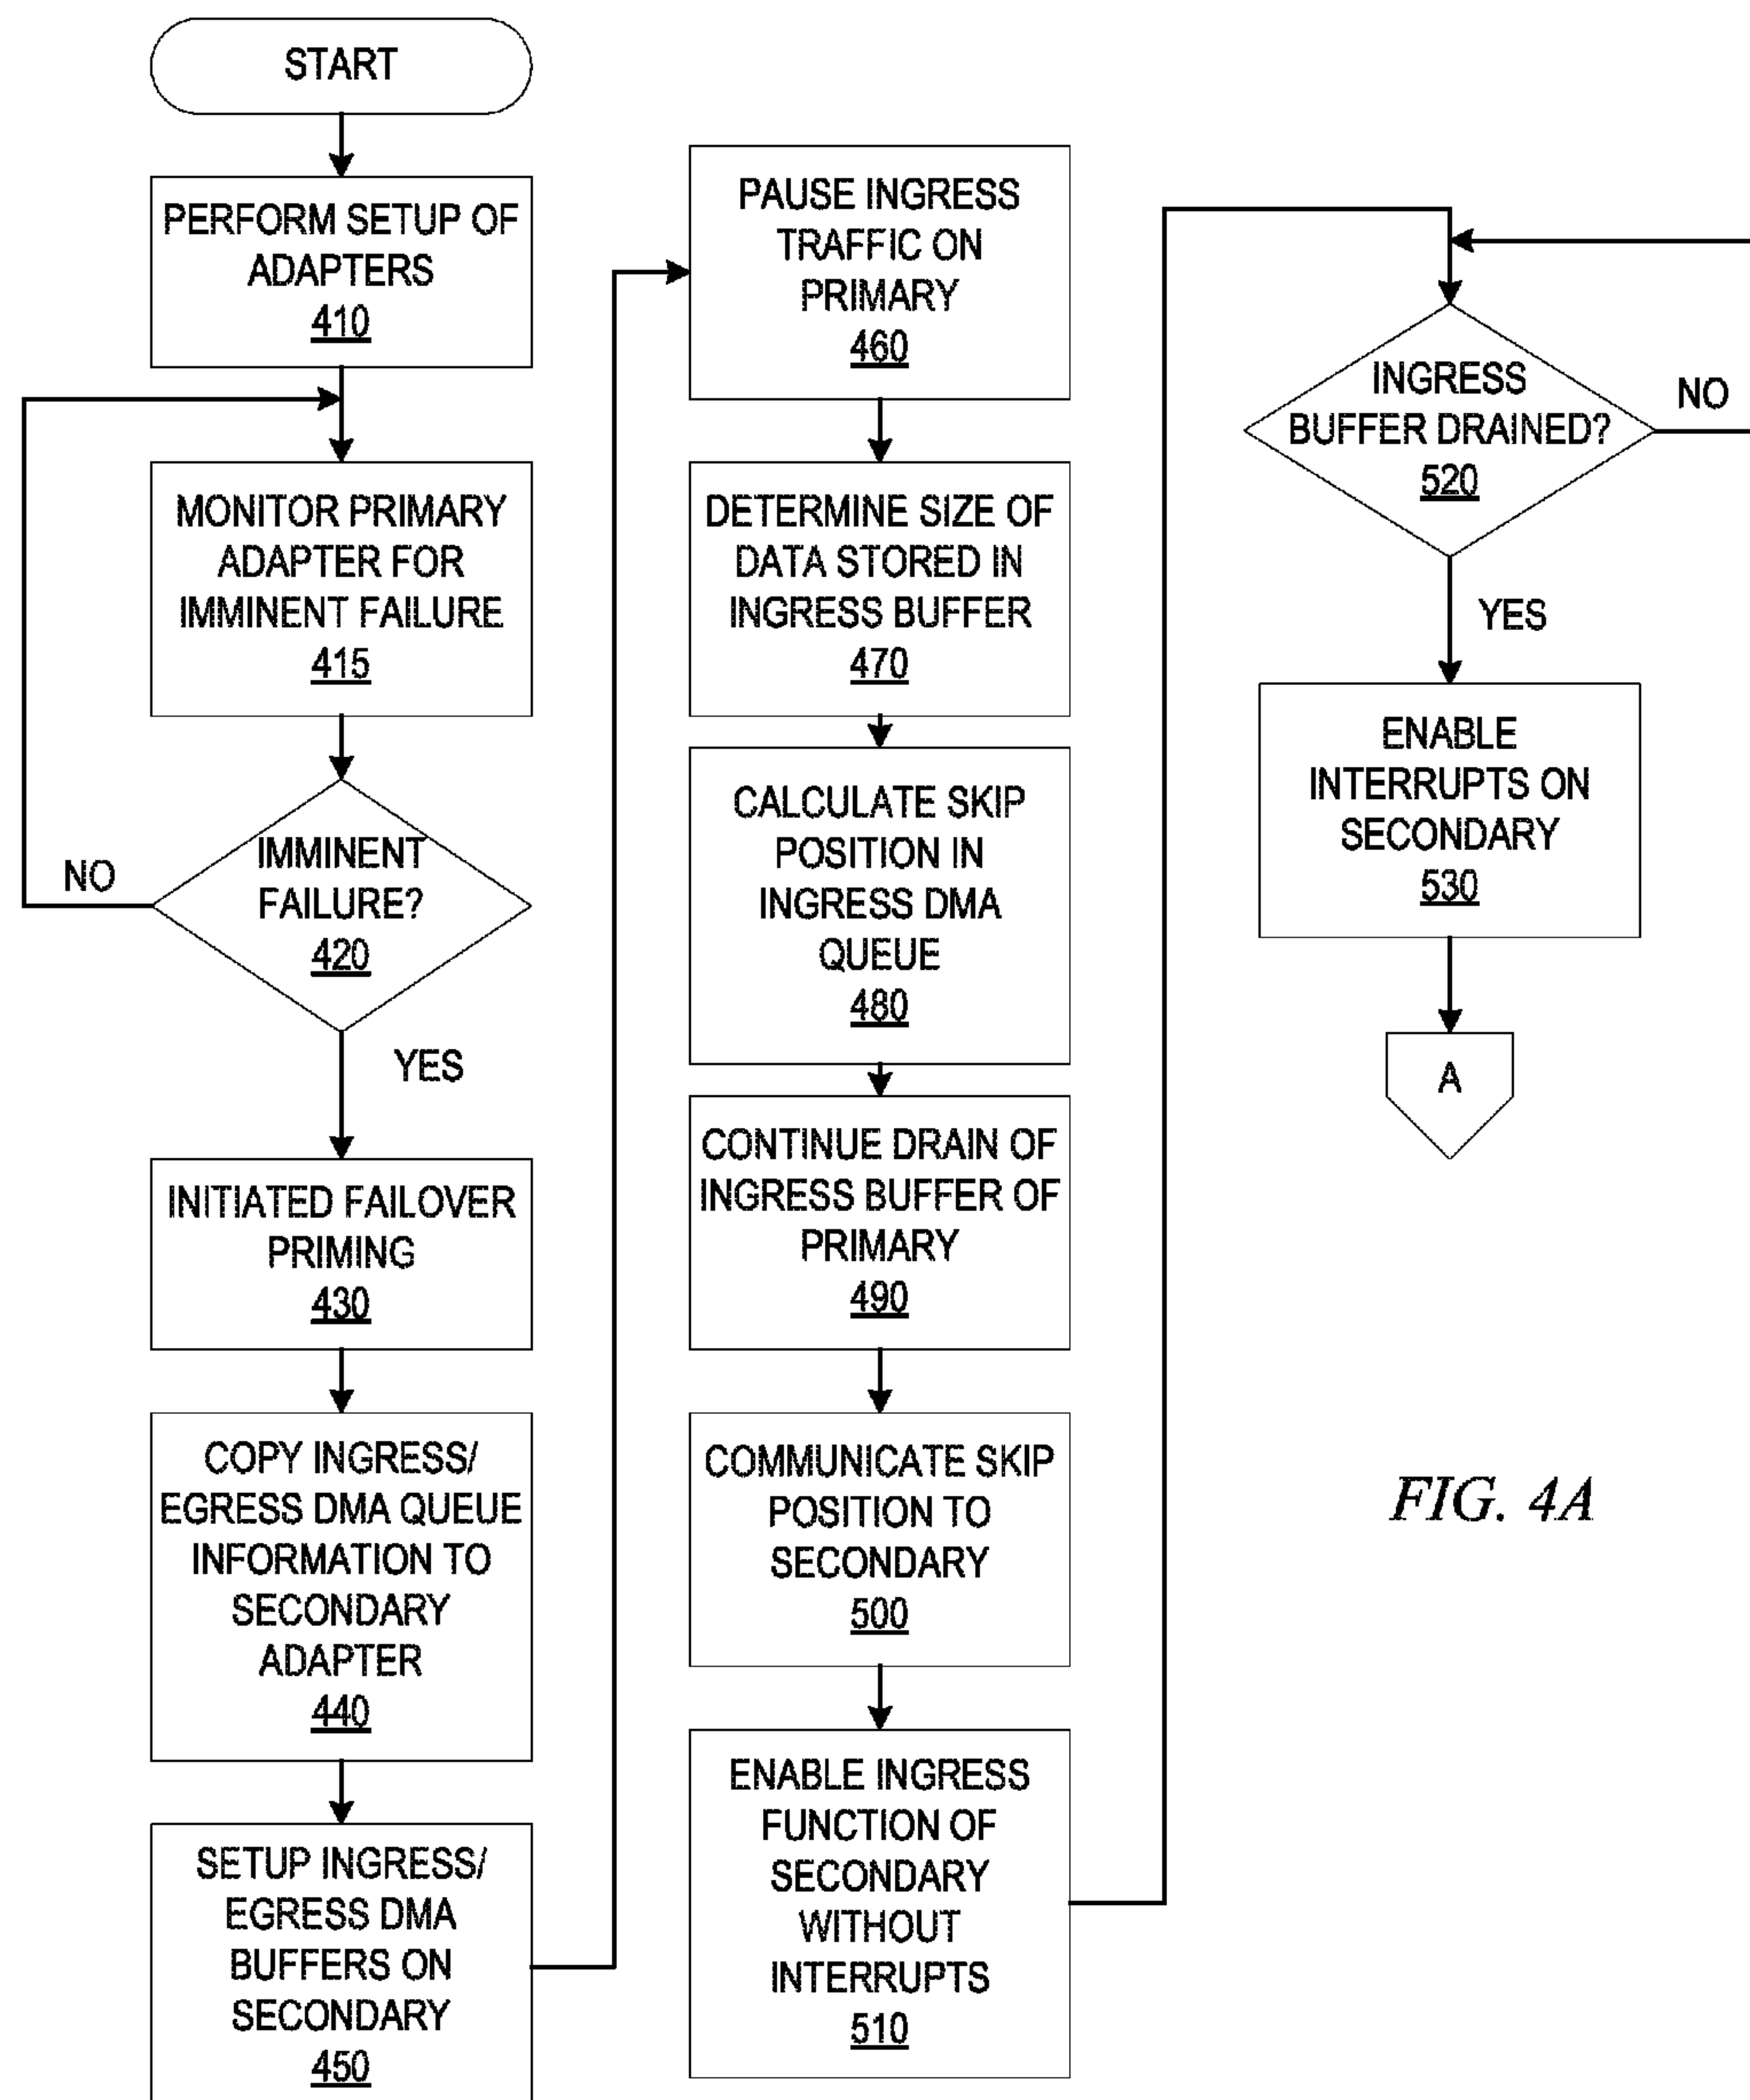 START
PERFORM SETUP OF
ADAPTERS
410
MONITOR PRIMARY
ADAPTER FOR
IMMINENT FAILURE
415
IMMINENT
FAILURE?
420
NO
YES
INITIATED FAILOVER
PRIMING
430
COPY INGRESS/
EGRESS DMA QUEUE
INFORMATION TO
SECONDARY
ADAPTER
440
SETUP INGRESS/
EGRESS DMA
BUFFERS ON
SECONDARY
450
PAUSE INGRESS
TRAFFIC ON
PRIMARY
460
DETERMINE SIZE OF
DATA STORED IN
INGRESS BUFFER
470
CALCULATE SKIP
POSITION IN
INGRESS DMA
QUEUE
480
CONTINUE DRAIN OF
INGRESS BUFFER OF
PRIMARY
490
COMMUNICATE SKIP
POSITION TO
SECONDARY
500
ENABLE INGRESS
FUNCTION OF
SECONDARY
WITHOUT
INTERRUPTS
510
INGRESS
BUFFER DRAINED?
520
NO
YES
ENABLE
INTERRUPTS ON
SECONDARY
530
A
FIG. 4A